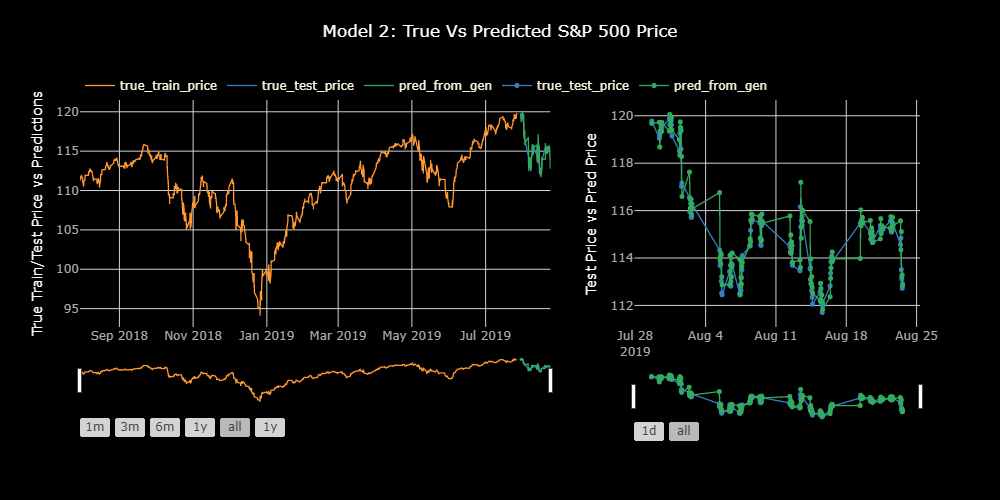 Model 2: True Vs Predicted S&P 500 Price
true_train_price true_test_price pred_from_gen true_test_price pred_from_gen
True Train/Test Price vs Predictions
120
115
110
105
100
95
Sep 2018 Nov 2018 Jan 2019 Mar 2019 May 2019 Jul 2019
1m 3m 6m 1y all 1y
Test Price vs Pred Price
120
118
116
114
112
Jul 28 Aug 4 Aug 11 Aug 18 Aug 25
2019
1d all